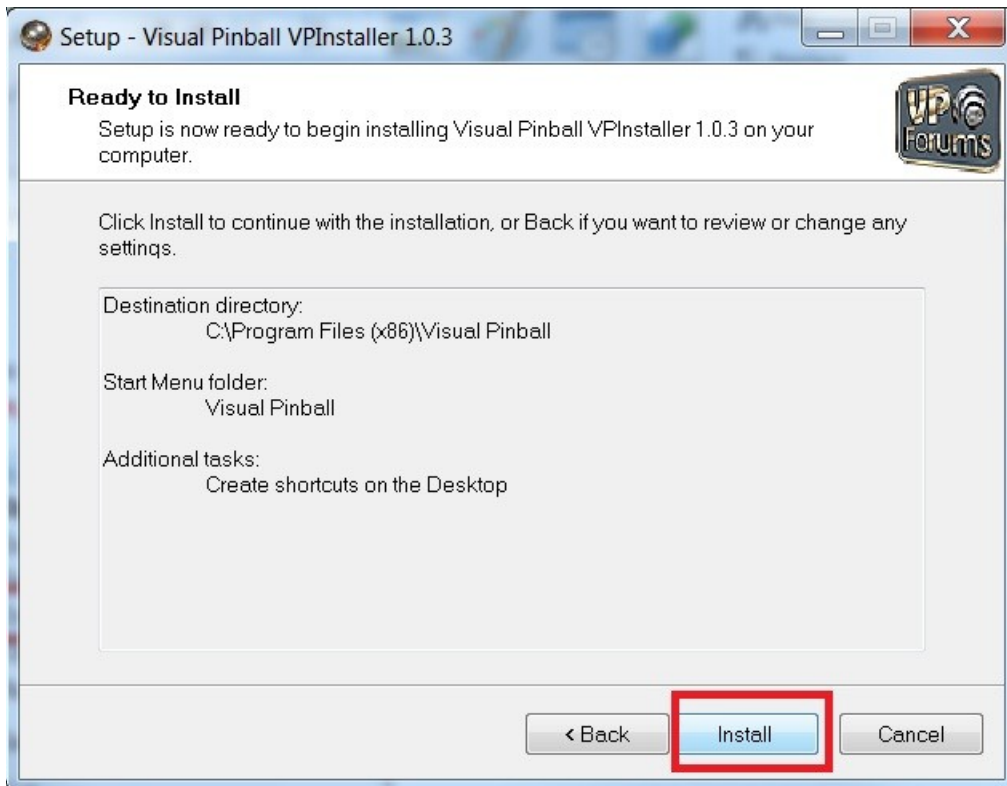 Setup - Visual Pinball VPInstaller 1.0.3
Ready to Install
Setup is now ready to begin installing Visual Pinball VPInstaller 1.0.3 on your
computer.
VP
Forums
Click Install to continue with the installation, or Back if you want to review or change any
settings.
Destination directory:
C:\Program Files (x86)\Visual Pinball
Start Menu folder:
Visual Pinball
Additional tasks:
Create shortcuts on the Desktop
< Back
Install
Cancel